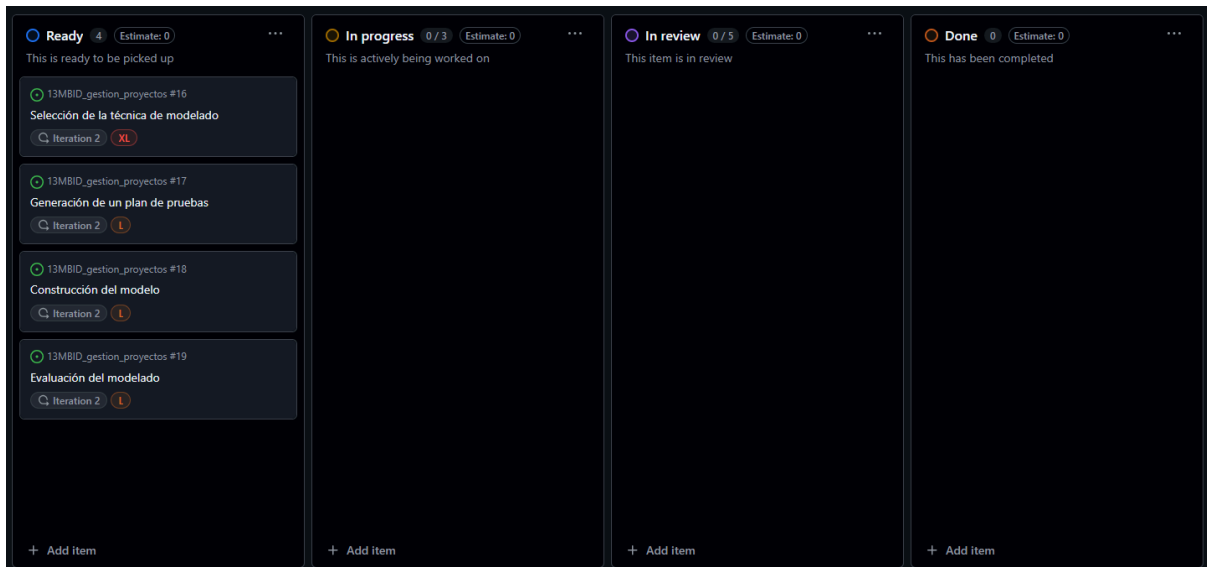 Ready 4 Estimate: 0
This is ready to be picked up
13MBID_gestion_proyectos #16
Selección de la técnica de modelado
Iteration 2 XL
13MBID_gestion_proyectos #17
Generación de un plan de pruebas
Iteration 2 L
13MBID_gestion_proyectos #18
Construcción del modelo
Iteration 2 L
13MBID_gestion_proyectos #19
Evaluación del modelado
Iteration 2 L
+ Add item
In progress 0 / 3 Estimate: 0
This is actively being worked on
+ Add item
In review 0 / 5 Estimate: 0
This item is in review
+ Add item
Done 0 Estimate: 0
This has been completed
+ Add item